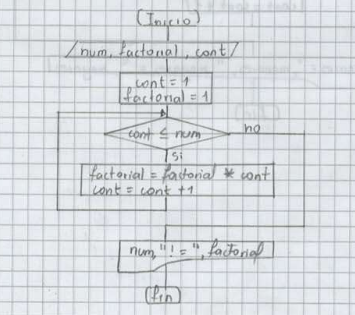 (Inicio)
/num, factorial, cont/
cont = 1
factorial = 1
cont ≤ num
no
si
factorial = factorial * cont
cont = cont + 1
num, "! = ", factorial
(fin)